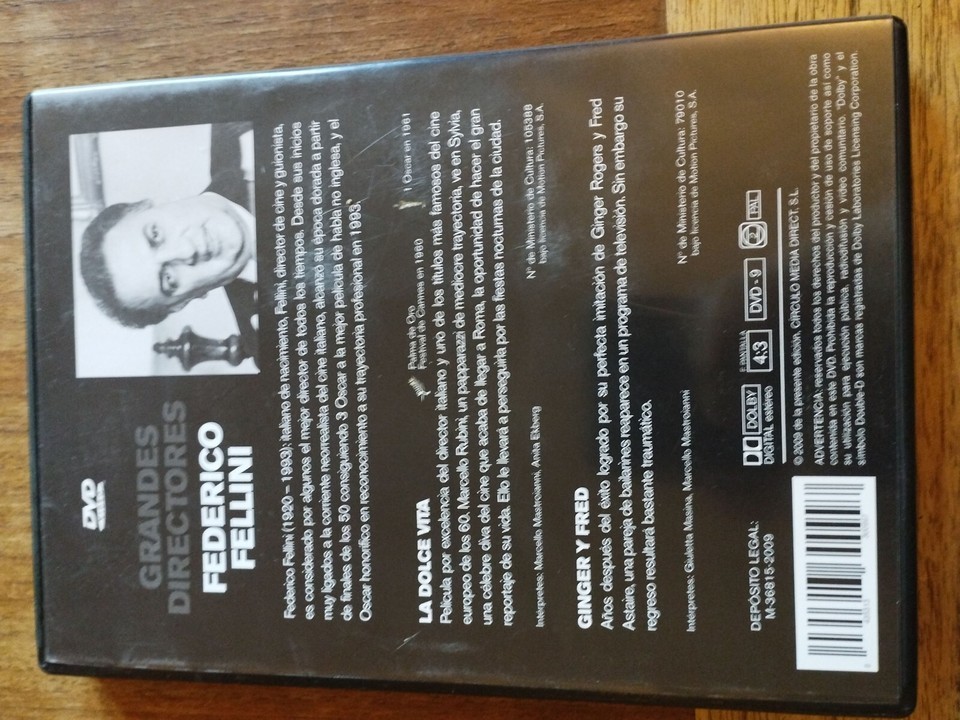 DVD
GRANDES
DIRECTORES
FEDERICO
FELLINI
Federico Fellini (1920 - 1993): italiano de nacimiento, Fellini, director de cine y guionista,
es considerado por algunos el mejor director de todos los tiempos. Desde sus inicios
muy ligados a la corriente neorrealista del cine italiano, alcanzó su época dorada a partir
de finales de los 50 consiguiendo 3 Oscar a la mejor película de habla no inglesa, y el
Oscar honorífico en reconocimiento a su trayectoria profesional en 1993.
Palma de Oro
Festival de Cannes en 1960
1 Oscar en 1961
LA DOLCE VITA
Película por excelencia del director italiano y uno de los títulos más famosos del cine
europeo de los 60. Marcello Rubini, un paaparazzi de mediocre trayectoria, ve en Sylvia,
una célebre diva del cine que acaba de llegar a Roma, la oportunidad de hacer el gran
reportaje de su vida. Ello le llevará a perseguirla por las fiestas nocturnas de la ciudad.
Intérpretes: Marcello Mastroianni, Anita Ekberg
Nº de Ministerio de Cultura: 105388
bajo licencia de Motion Pictures, S.A.
GINGER Y FRED
Años después del éxito logrado por su perfecta imitación de Ginger Rogers y Fred
Astaire, una pareja de bailarines reaparece en un programa de televisión. Sin embargo su
regreso resultará bastante traumático.
Intérpretes: Giuletta Masina, Marcello Mastroianni
Nº de Ministerio de Cultura: 79010
bajo licencia de Motion Pictures, S.A.
DEPÓSITO LEGAL:
M-36815-2009
DOLBY
DIGITAL estéreo
4:3
DVD - 9
2
PAL
© 2009 de la presente edición, CÍRCULO MEDIA DIRECT, S.L.
ADVERTENCIA: reservados todos los derechos del productor y del propietario de la obra
contenida en este DVD. Prohibida la reproducción y cesión de uso de soporte así como
su utilización para ejecución pública, radiodifusión y vídeo comunitario. "Dolby" y el
símbolo Double-D son marcas registradas de Dolby Laboratories Licensing Corporation.